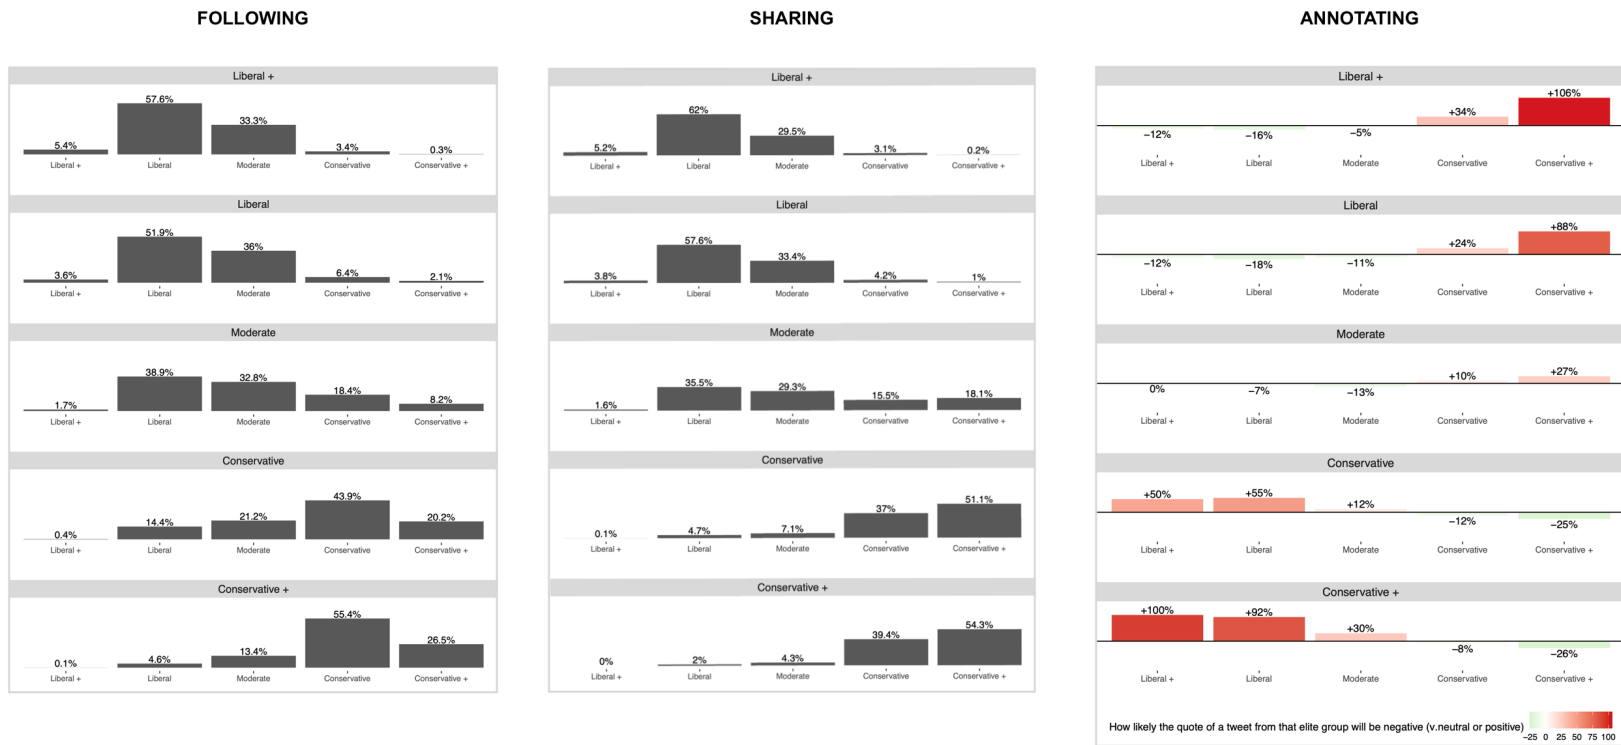 FOLLOWING
Liberal +
5.4% 57.6% 33.3% 3.4% 0.3%
Liberal + Liberal Moderate Conservative Conservative +
Liberal
3.6% 51.9% 36% 6.4% 2.1%
Liberal + Liberal Moderate Conservative Conservative +
Moderate
1.7% 38.9% 32.8% 18.4% 8.2%
Liberal + Liberal Moderate Conservative Conservative +
Conservative
0.4% 14.4% 21.2% 43.9% 20.2%
Liberal + Liberal Moderate Conservative Conservative +
Conservative +
0.1% 4.6% 13.4% 55.4% 26.5%
Liberal + Liberal Moderate Conservative Conservative +
SHARING
Liberal +
5.2% 62% 29.5% 3.1% 0.2%
Liberal + Liberal Moderate Conservative Conservative +
Liberal
3.8% 57.6% 33.4% 4.2% 1%
Liberal + Liberal Moderate Conservative Conservative +
Moderate
1.6% 35.5% 29.3% 15.5% 18.1%
Liberal + Liberal Moderate Conservative Conservative +
Conservative
0.1% 4.7% 7.1% 37% 51.1%
Liberal + Liberal Moderate Conservative Conservative +
Conservative +
0% 2% 4.3% 39.4% 54.3%
Liberal + Liberal Moderate Conservative Conservative +
ANNOTATING
Liberal +
−12% −16% −5% +34% +106%
Liberal + Liberal Moderate Conservative Conservative +
Liberal
−12% −18% −11% +24% +88%
Liberal + Liberal Moderate Conservative Conservative +
Moderate
0% −7% −13% +10% +27%
Liberal + Liberal Moderate Conservative Conservative +
Conservative
+50% +55% +12% −12% −25%
Liberal + Liberal Moderate Conservative Conservative +
Conservative +
+100% +92% +30% −8% −26%
Liberal + Liberal Moderate Conservative Conservative +
How likely the quote of a tweet from that elite group will be negative (v.neutral or positive)
−25 0 25 50 75 100